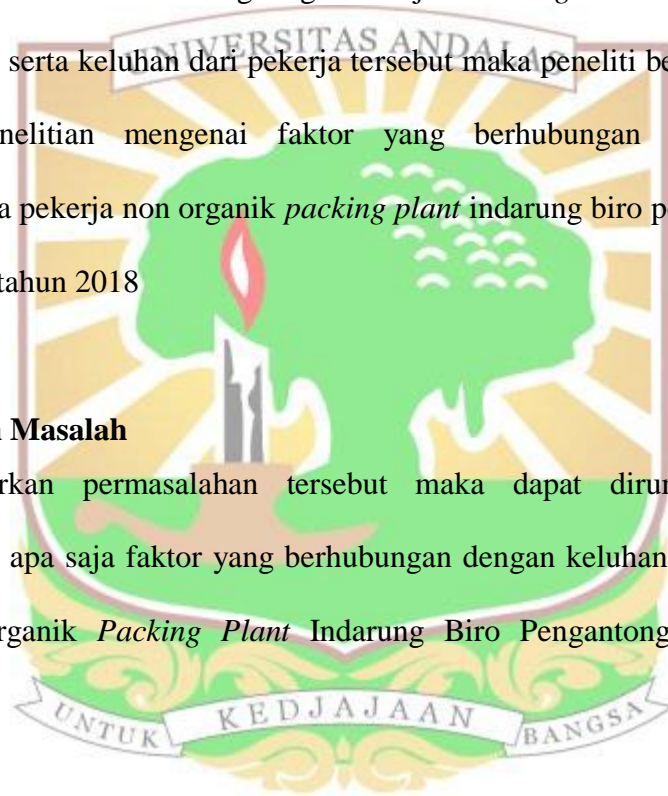 UNIVERSITAS ANDALAS
serta keluhan dari pekerja tersebut maka peneliti be
nelitian mengenai faktor yang berhubungan
a pekerja non organik packing plant indarung biro p
tahun 2018
n Masalah
rkan permasalahan tersebut maka dapat dirur
apa saja faktor yang berhubungan dengan keluhan
rganik Packing Plant Indarung Biro Pengantong
UNTUK KEDJAJAAN BANGSA